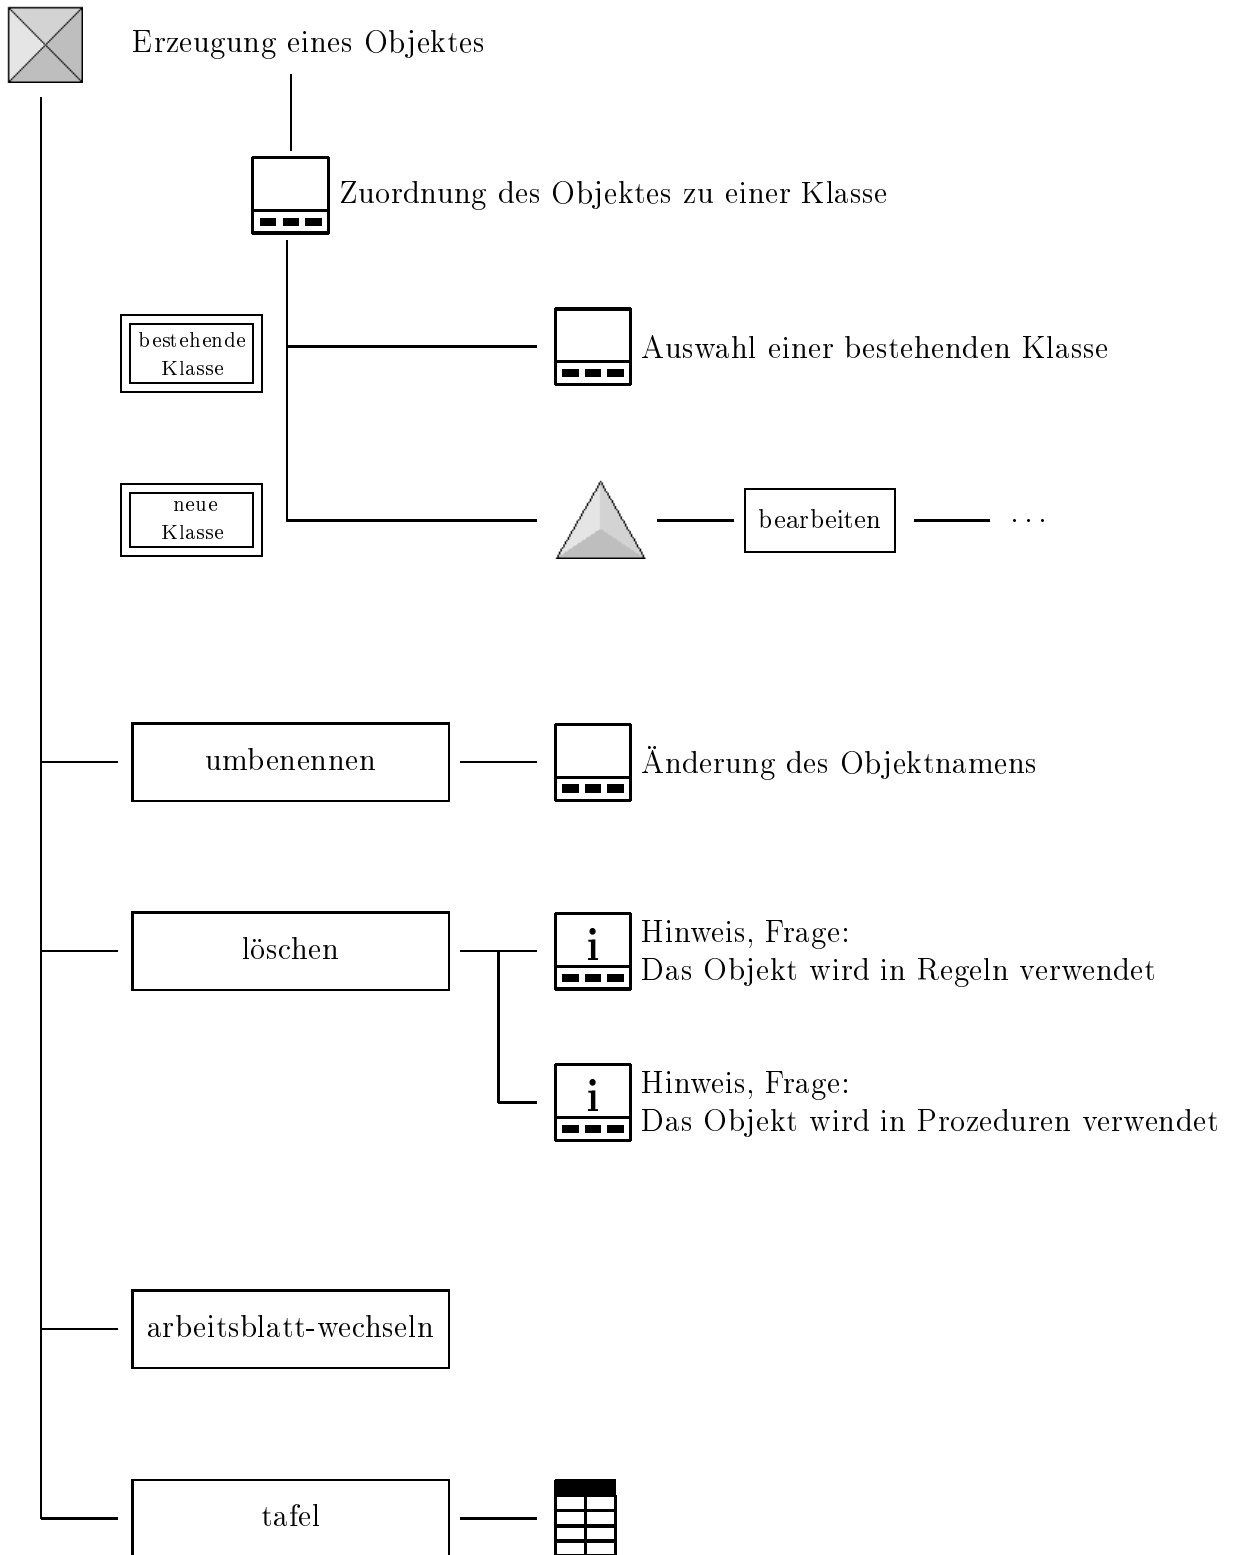 Erzeugung eines Objektes
Zuordnung des Objektes zu einer Klasse
bestehende
Klasse
Auswahl einer bestehenden Klasse
neue
Klasse
bearbeiten
...
umbenennen
Änderung des Objektnamens
löschen
i
Hinweis, Frage:
Das Objekt wird in Regeln verwendet
i
Hinweis, Frage:
Das Objekt wird in Prozeduren verwendet
arbeitsblatt-wechseln
tafel